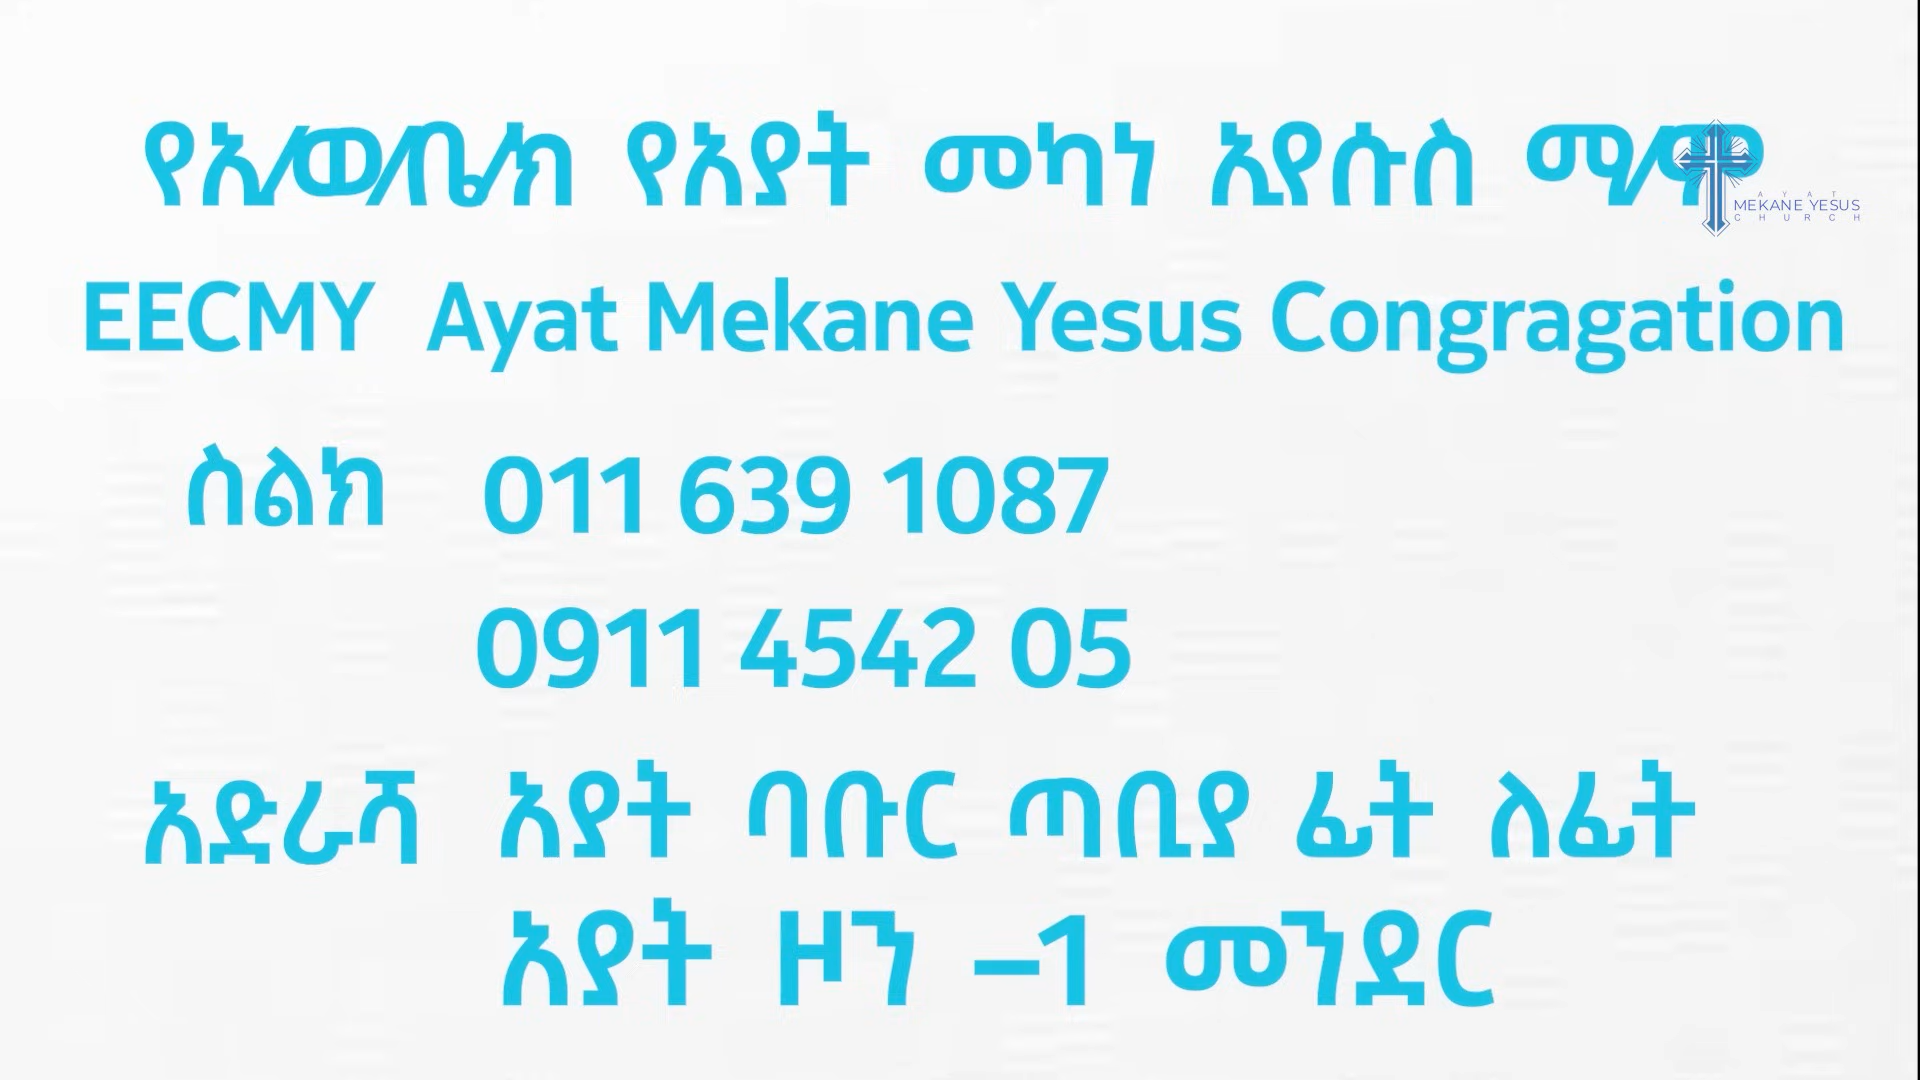 የኢ/ወ/ቤ/ክ የአያት መካነ ኢየሱስ ማ/ም
EECMY Ayat Mekane Yesus Congragation
AYAT
MEKANE YESUS
CHURCH
ስልክ 011 639 1087
0911 4542 05
አድራሻ አያት ባቡር ጣቢያ ፊት ለፊት
አያት ዞን –1 መንደር